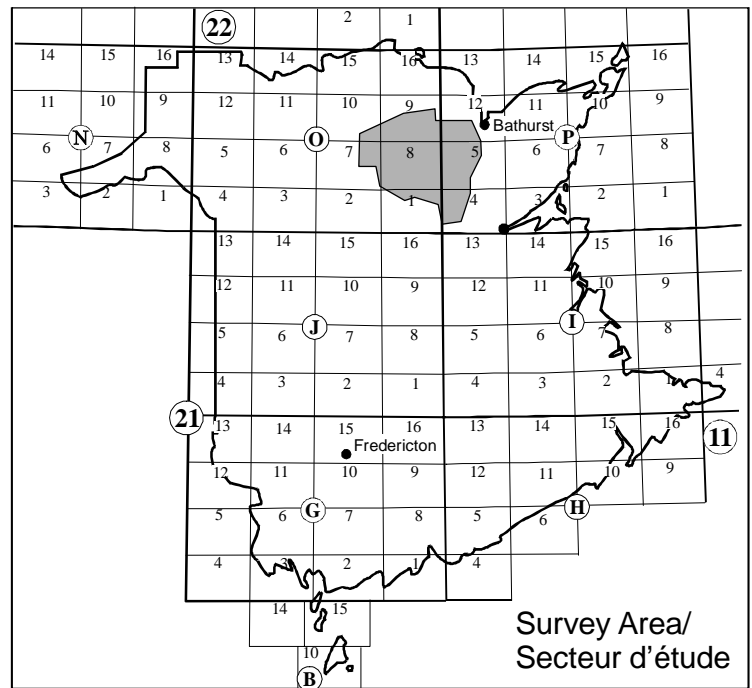 2 1
22
14 15 16 13 14 15 16 13 14 15 16
11 10 9 12 11 10 9 12 11 10 9
Bathurst
N O P
6 7 8 5 6 7 8 5 6 7 8
3 2 1 4 3 2 1 4 3 2 1
13 14 15 16 13 14 15 16
12 11 10 9 12 11 10 9
J I
5 6 7 8 5 6 7 8
4 3 2 1 4 3 2 1 4
21 11
13 14 15 16 13 14 15 16
Fredericton
12 11 10 9 12 11 10 9
G H
5 6 7 8 5 6
4 3 2 1 4
14 15
10
B
Survey Area/
Secteur d'étude